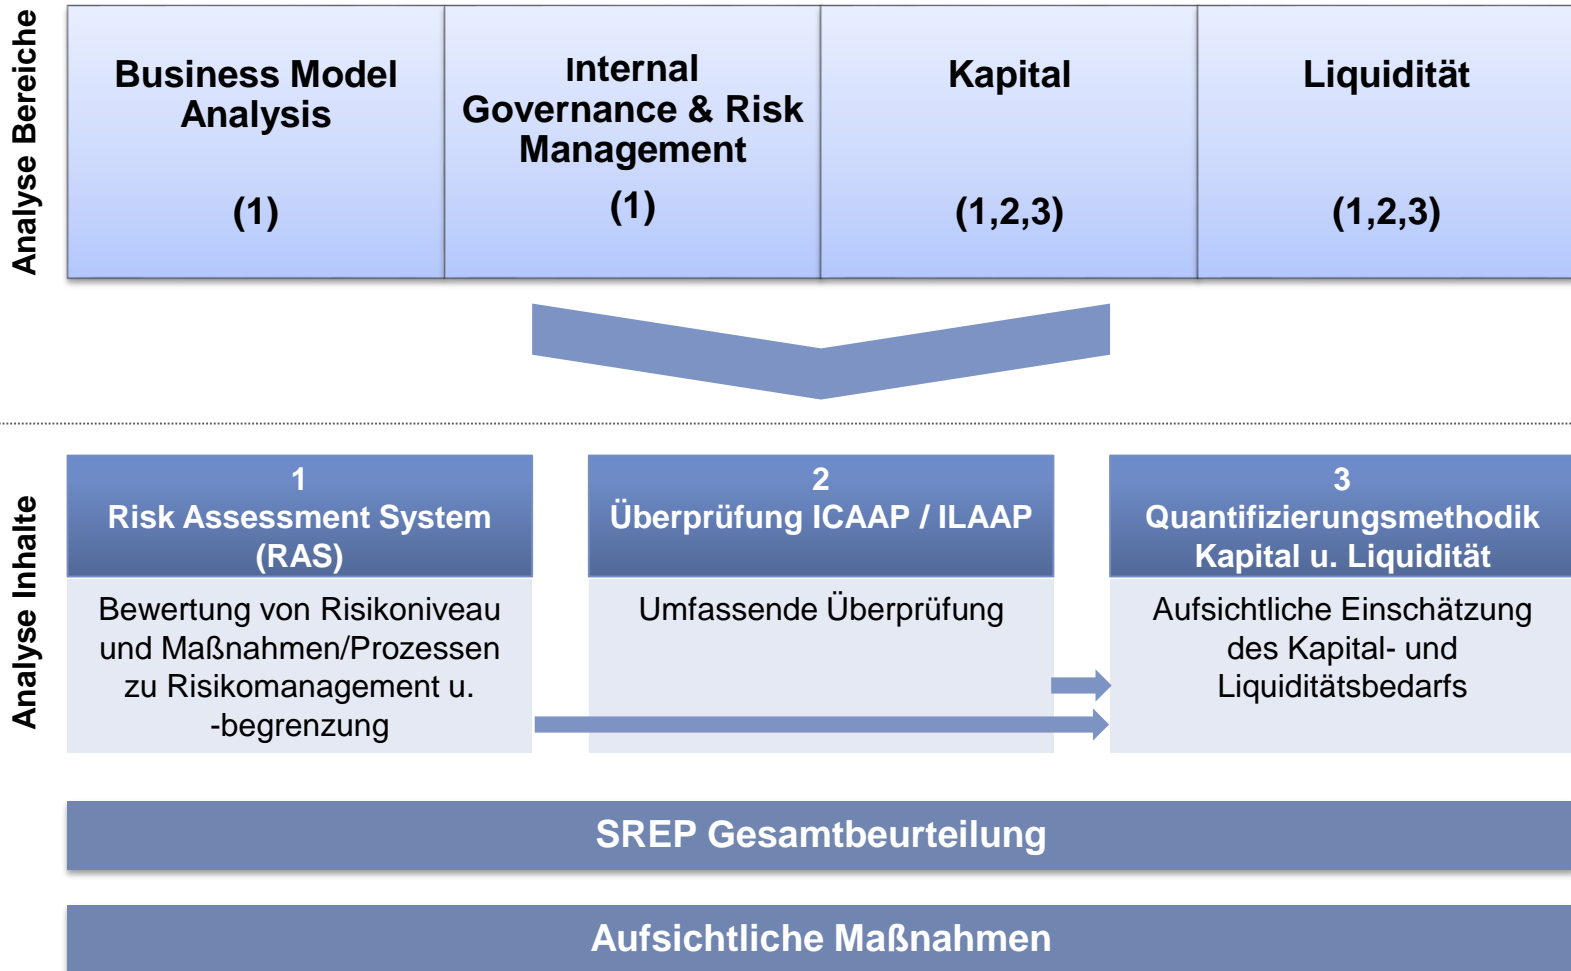 Analyse Bereiche
Business Model
Analysis
(1)
Internal
Governance & Risk
Management
(1)
Kapital
(1,2,3)
Liquidität
(1,2,3)
Analyse Inhalte
1
Risk Assessment System
(RAS)
Bewertung von Risikoniveau
und Maßnahmen/Prozessen
zu Risikomanagement u.
-begrenzung
2
Überprüfung ICAAP / ILAAP
Umfassende Überprüfung
3
Quantifizierungsmethodik
Kapital u. Liquidität
Aufsichtliche Einschätzung
des Kapital- und
Liquiditätsbedarfs
SREP Gesamtbeurteilung
Aufsichtliche Maßnahmen